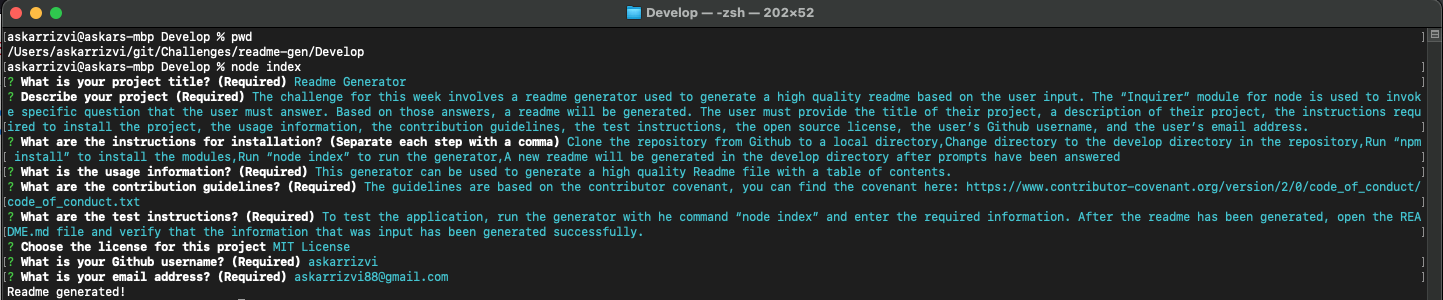 Develop — -zsh — 202×52
[askarrizvi@askars-mbp Develop % pwd ]
/Users/askarrizvi/git/Challenges/readme-gen/Develop
[askarrizvi@askars-mbp Develop % node index ]
[? What is your project title? (Required) Readme Generator ]
? Describe your project (Required) The challenge for this week involves a readme generator used to generate a high quality readme based on the user input. The “Inquirer” module for node is used to invok
e specific question that the user must answer. Based on those answers, a readme will be generated. The user must provide the title of their project, a description of their project, the instructions requ
[ired to install the project, the usage information, the contribution guidelines, the test instructions, the open source license, the user’s Github username, and the user’s email address. ]
? What are the instructions for installation? (Separate each step with a comma) Clone the repository from Github to a local directory,Change directory to the develop directory in the repository,Run “npm
[ install” to install the modules,Run “node index” to run the generator,A new readme will be generated in the develop directory after prompts have been answered ]
[? What is the usage information? (Required) This generator can be used to generate a high quality Readme file with a table of contents. ]
? What are the contribution guidelines? (Required) The guidelines are based on the contributor covenant, you can find the covenant here: https://www.contributor-covenant.org/version/2/0/code_of_conduct/
[code_of_conduct.txt ]
? What are the test instructions? (Required) To test the application, run the generator with he command “node index” and enter the required information. After the readme has been generated, open the REA
[DME.md file and verify that the information that was input has been generated successfully. ]
? Choose the license for this project MIT License
[? What is your Github username? (Required) askarrizvi ]
[? What is your email address? (Required) askarrizvi88@gmail.com ]
Readme generated!